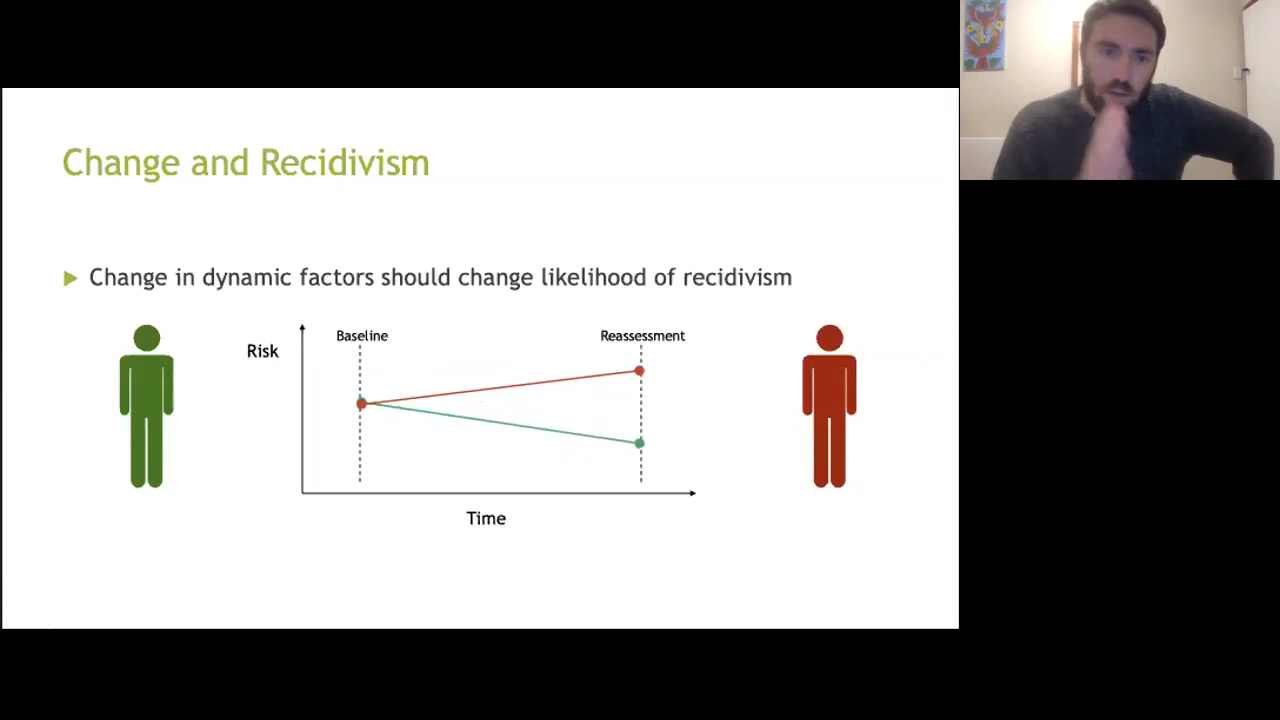 Change and Recidivism
Change in dynamic factors should change likelihood of recidivism
Baseline
Reassessment
Risk
Time